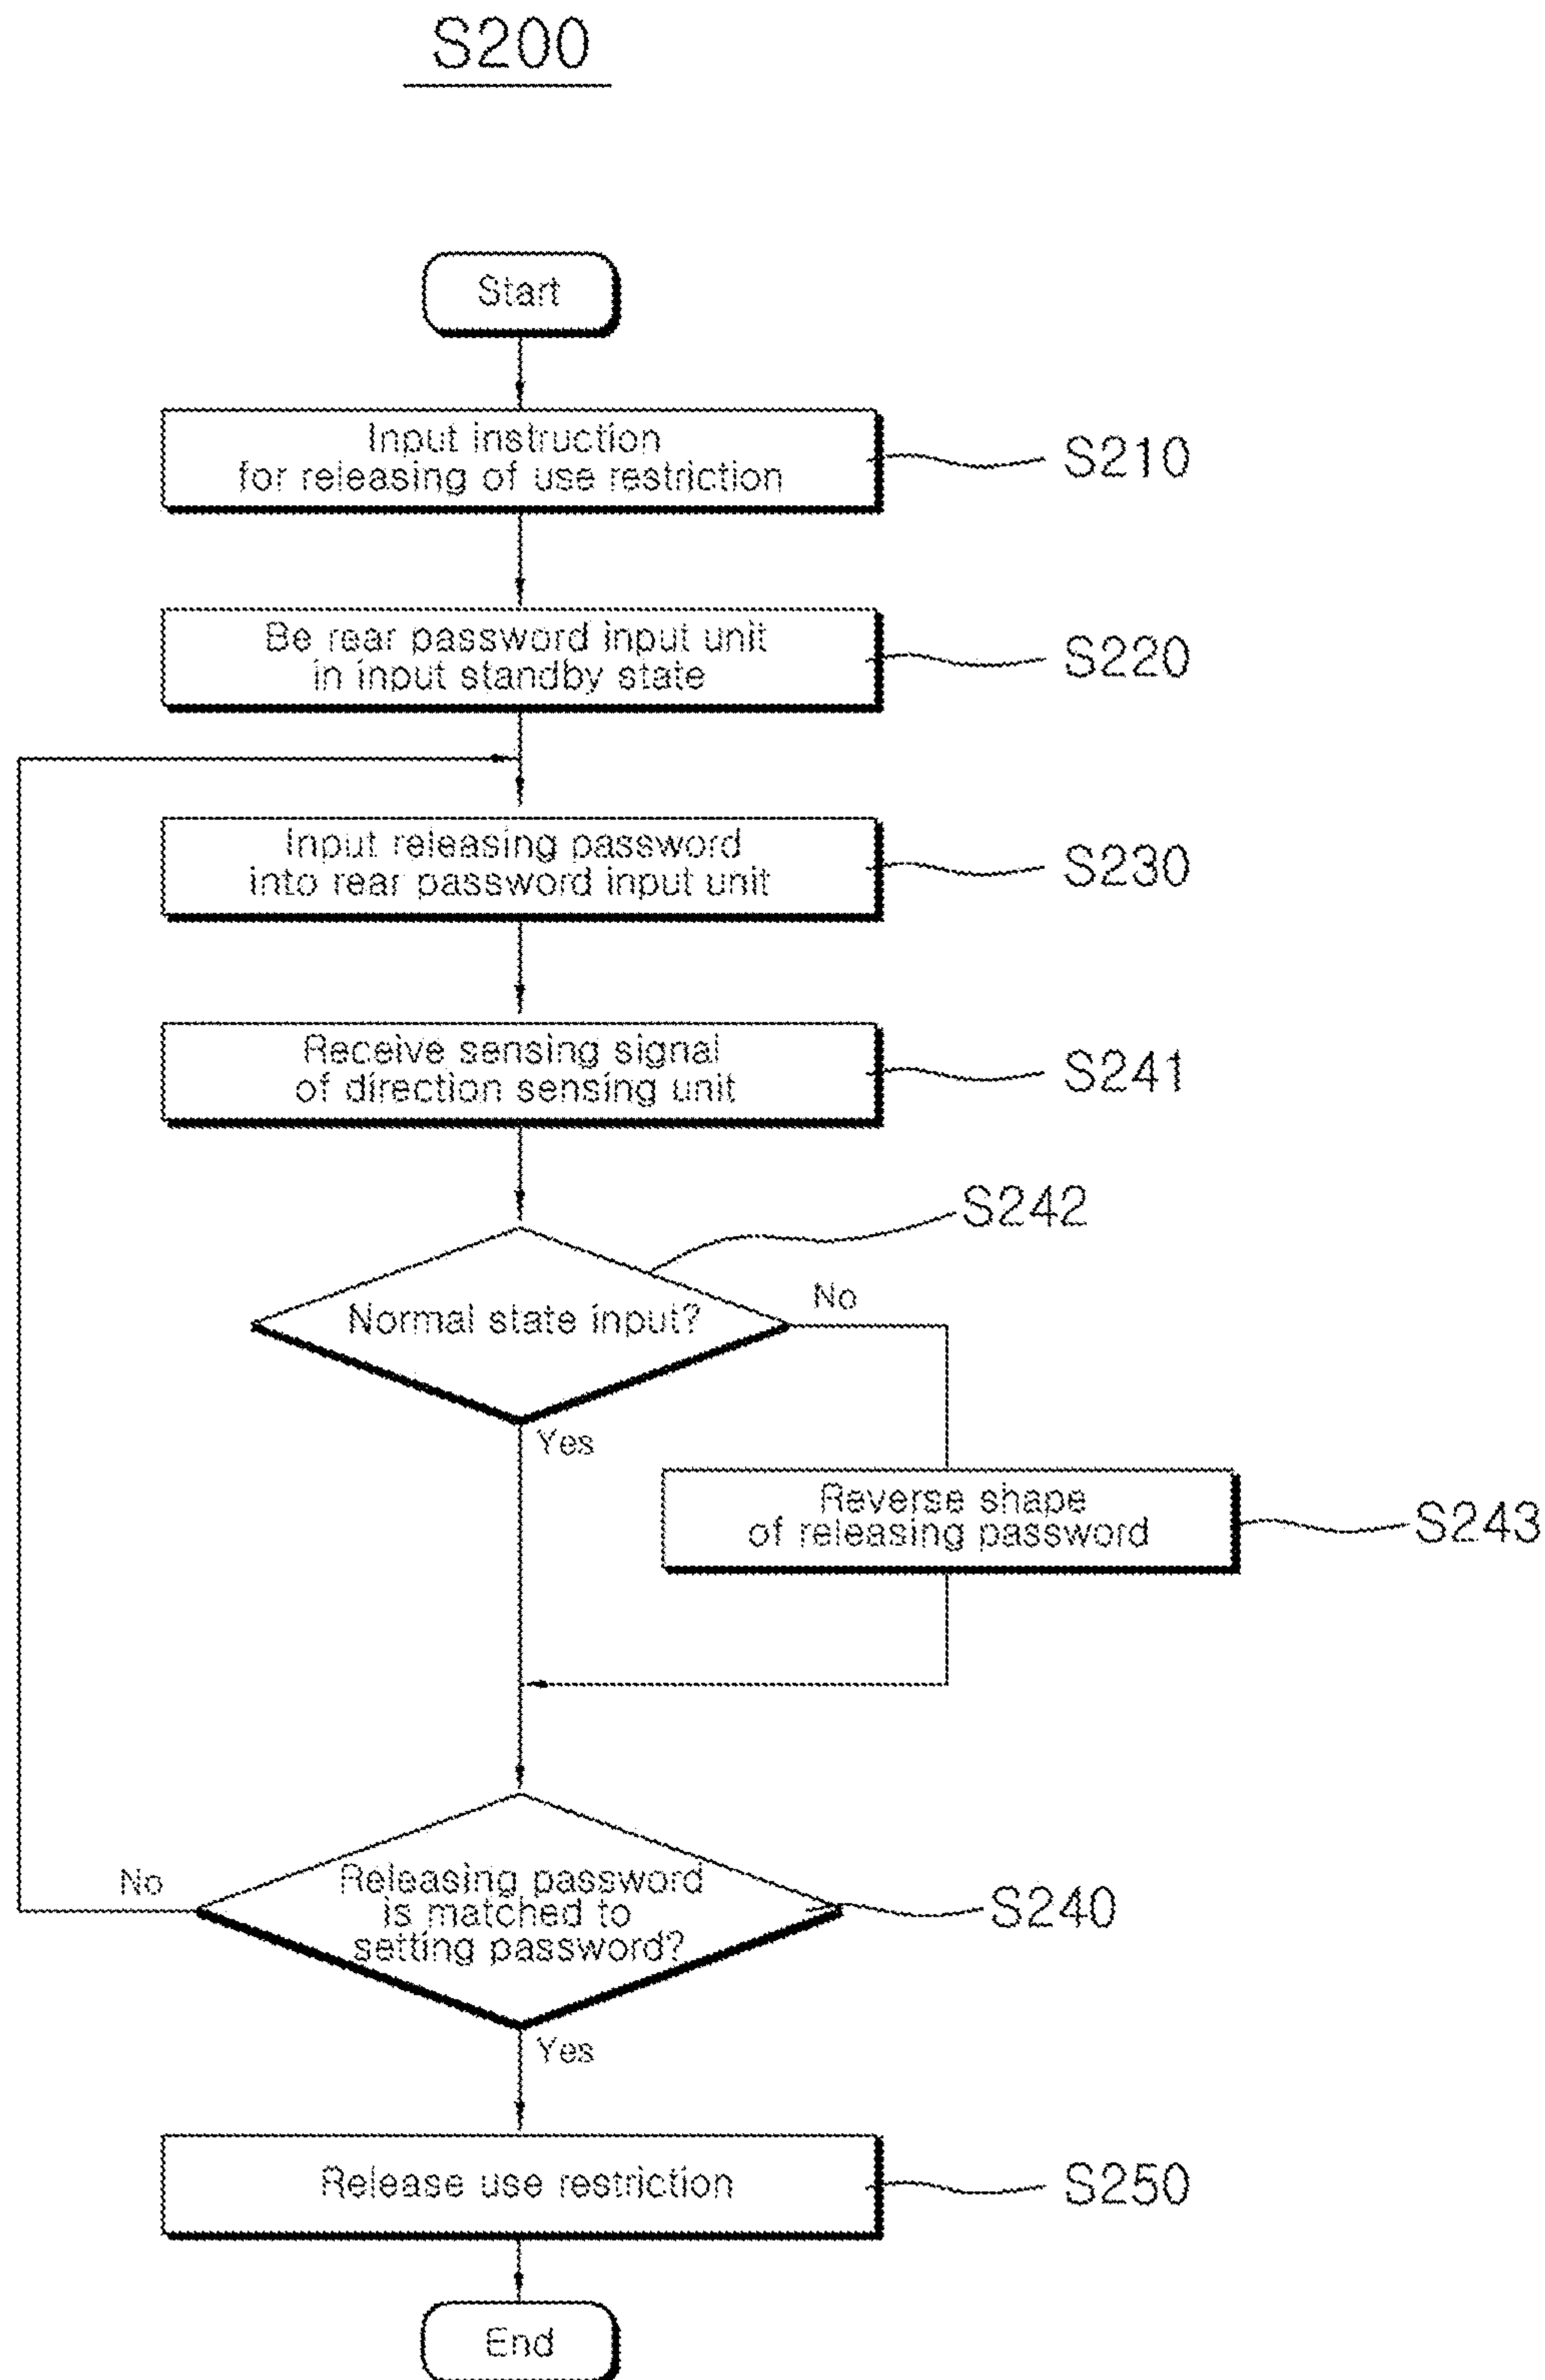 S200
Start
Input instruction
for releasing of use restriction
S210
Be rear password input unit
in input standby state
S220
Input releasing password
into rear password input unit
S230
Receive sensing signal
of direction sensing unit
S241
S242
Normal state input?
No
Yes
Reverse shape
of releasing password
S243
No
Releasing password
is matched to
setting password?
S240
Yes
Release use restriction
S250
End